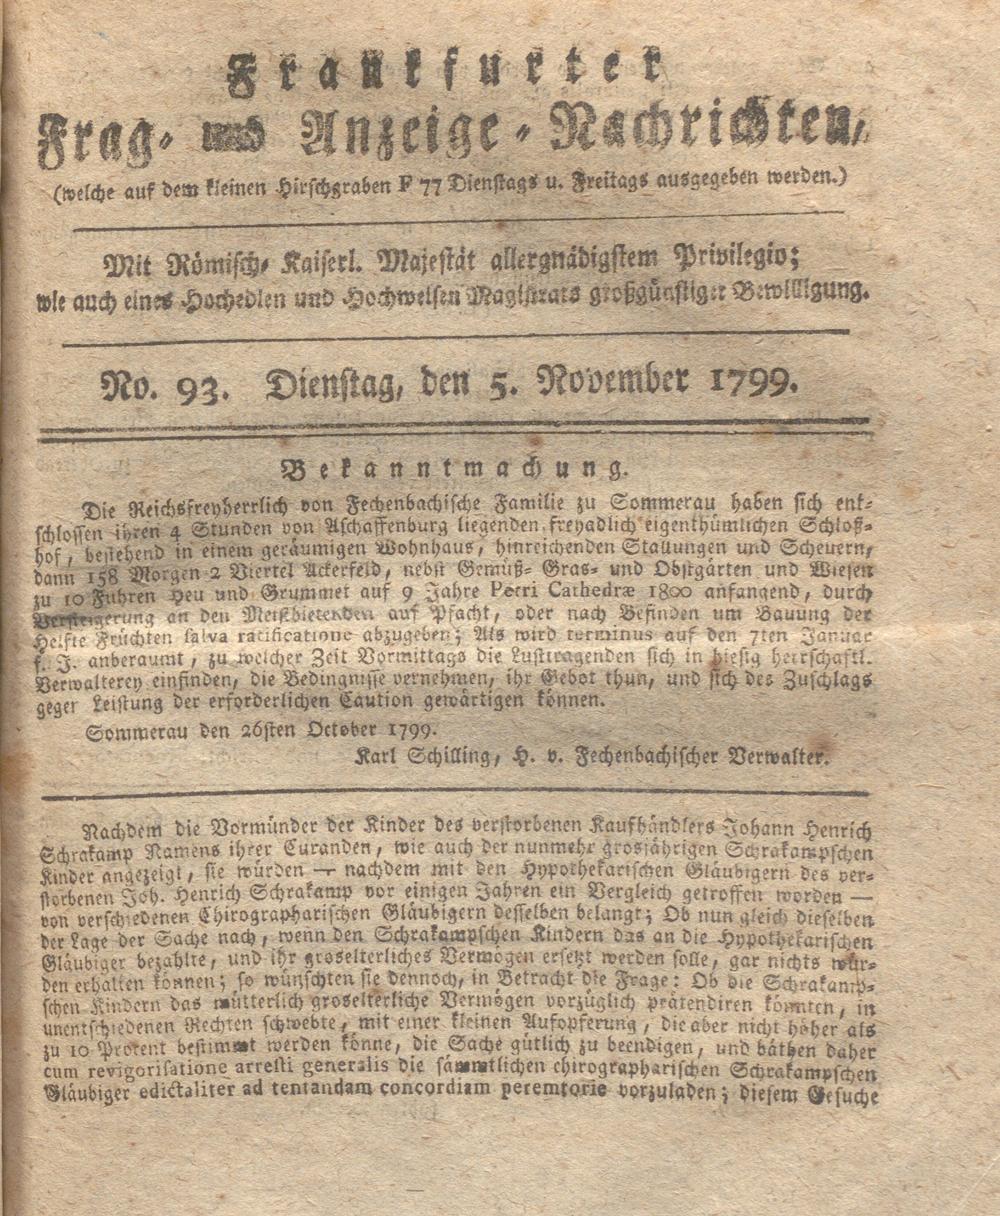 Frankfurter
Frag- und Anzeige-Nachrichten,
(welche auf dem kleinen Hirschgraben F 77 Dienstags u. Freitags ausgegeben werden.)
Mit Römisch-Kaiserl. Majestät allergnädigstem Privilegio;
wie auch eines Hochedlen und Hochweisen Magistrats großgünstiger Bewilligung.
No. 93. Dienstag, den 5. November 1799.
Bekanntmachung.
Die Reichsfreyherrlich von Fechenbachische Familie zu Sommerau haben sich ent-
schlossen ihren 4 Stunden von Aschaffenburg liegenden freyadlich eigenthümlichen Schloß-
hof, bestehend in einem geräumigen Wohnhaus, hinreichenden Stallungen und Scheuern,
dann 158 Morgen 2 Viertel Ackerfeld, nebst Gemüß- Gras- und Obstgärten und Wiesen
zu 10 Fuhren Heu und Grummet auf 9 Jahre Petri Cathedræ 1800 anfangend, durch
Versteigerung an den Meistbietenden auf Pfacht, oder nach Befinden um Bauung der
Helfte Früchten salva ratificatione abzugeben; Als wird terminus auf den 7ten Januar
k. J. anberaumt, zu welcher Zeit Vormittags die Lusttragenden sich in hiesig herrschaftl.
Verwalterey einfinden, die Bedingnisse vernehmen, ihr Gebot thun, und sich des Zuschlags
gegen Leistung der erforderlichen Caution gewärtigen können.
Sommerau den 26sten October 1799.
Karl Schilling, H. v. Fechenbachischer Verwalter.
Nachdem die Vormünder der Kinder des verstorbenen Kaufhändlers Johann Henrich
Schrakamp Namens ihrer Curanden, wie auch der nunmehr grosjährigen Schrakampschen
Kinder angezeigt, sie würden — nachdem mit den Hypothekarischen Gläubigern des ver-
storbenen Joh. Henrich Schrakamp vor einigen Jahren ein Vergleich getroffen worden —
von verschiedenen Chirographarischen Gläubigern desselben belangt; Ob nun gleich dieselben
der Lage der Sache nach, wenn den Schrakampschen Kindern das an die Hypothekarischen
Gläubiger bezahlte, und ihr groselterliches Vermögen ersetzt werden solle, gar nichts wür-
den erhalten können; so wünschten sie dennoch, in Betracht die Frage: Ob die Schrakamp-
schen Kindern das mütterlich groselterliche Vermögen vorzüglich prätendiren könnten, in
unentschiedenen Rechten schwebte, mit einer kleinen Aufopferung, die aber nicht höher als
zu 10 Procent bestimmt werden könne, die Sache gütlich zu beendigen, und bäthen daher
cum revigorisatione arresti generalis die sämmtlichen chirographarischen Schrakampschen
Gläubiger edictaliter ad tentandam concordiam peremtorie vorzuladen; diesem Gesuche